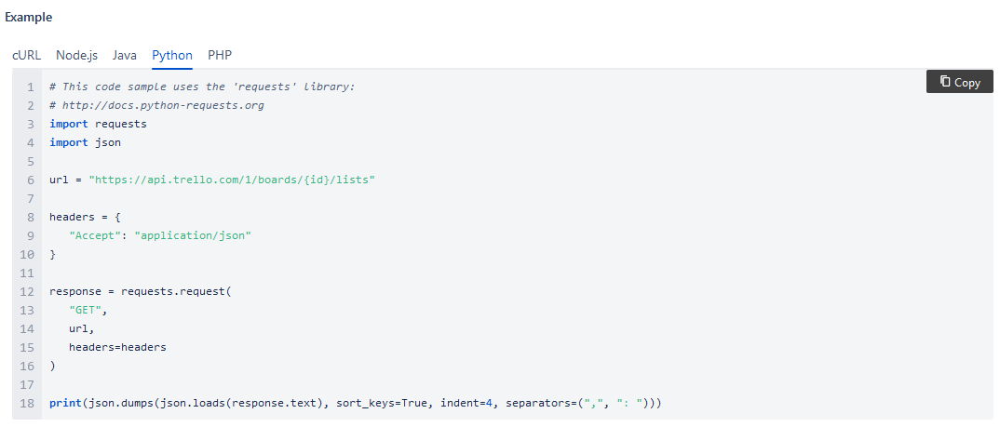 Example
cURL Node.js Java Python PHP
Copy
1 # This code sample uses the 'requests' library:
2 # http://docs.python-requests.org
3 import requests
4 import json
5
6 url = "https://api.trello.com/1/boards/{id}/lists"
7
8 headers = {
9    "Accept": "application/json"
10 }
11
12 response = requests.request(
13    "GET",
14    url,
15    headers=headers
16 )
17
18 print(json.dumps(json.loads(response.text), sort_keys=True, indent=4, separators=(",", ": ")))